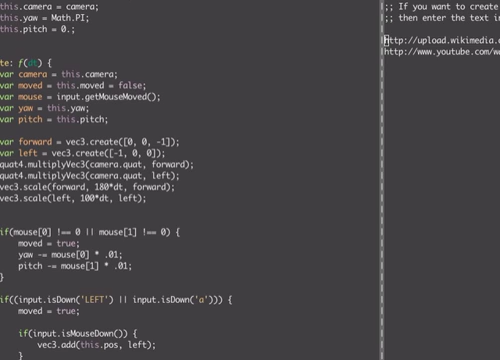 this.camera = camera;
this.yaw = Math.PI;
this.pitch = 0.;
te: ƒ(dt) {
var camera = this.camera;
var moved = this.moved = false;
var mouse = input.getMouseMoved();
var yaw = this.yaw;
var pitch = this.pitch;
var forward = vec3.create([0, 0, -1]);
var left = vec3.create([-1, 0, 0]);
quat4.multiplyVec3(camera.quat, forward);
quat4.multiplyVec3(camera.quat, left);
vec3.scale(forward, 180*dt, forward);
vec3.scale(left, 100*dt, left);
if(mouse[0] !== 0 || mouse[1] !== 0) {
moved = true;
yaw -= mouse[0] * .01;
pitch -= mouse[1] * .01;
}
if((input.isDown('LEFT') || input.isDown('a'))) {
moved = true;
if(input.isMouseDown()) {
vec3.add(this.pos, left);
}
;; If you want to create
;; then enter the text in
http://upload.wikimedia.o
http://www.youtube.com/wa